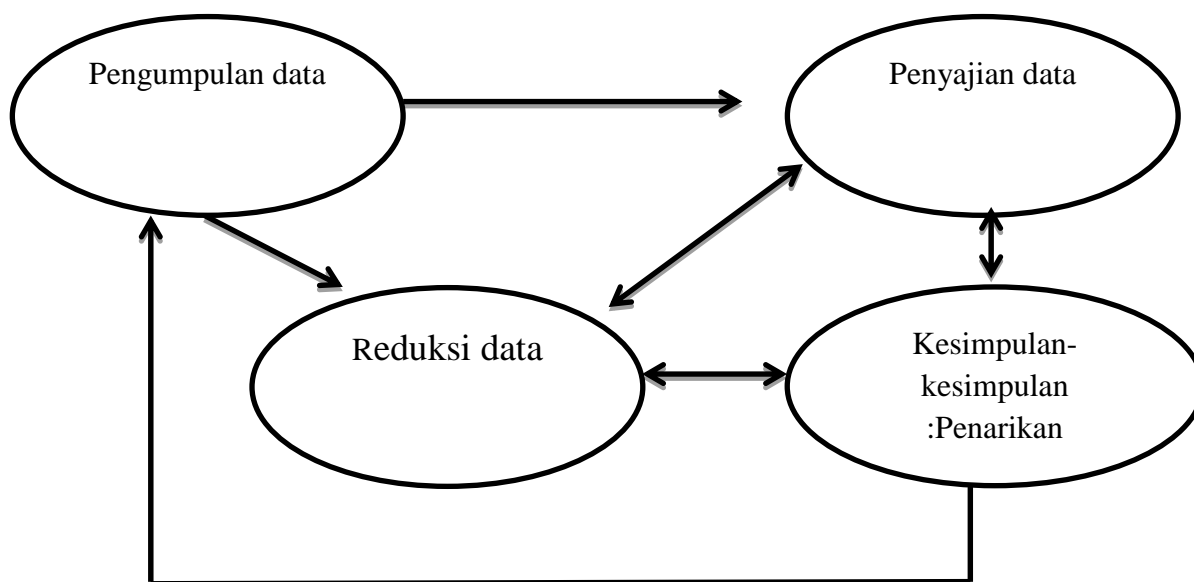 Pengumpulan data
Penyajian data
Reduksi data
Kesimpulan-
kesimpulan
:Penarikan